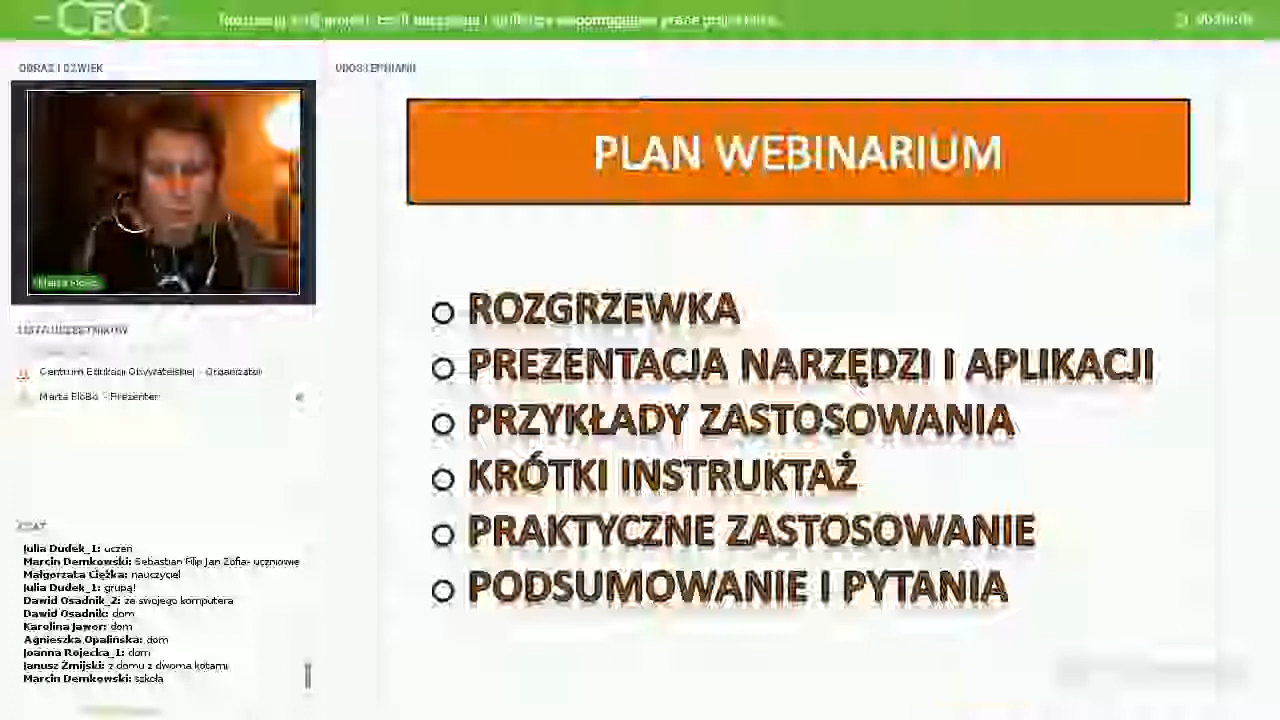 CEO
OBRAZ I DŹWIĘK
UDOSTĘPNIANIE
PLAN WEBINARIUM
ROZGRZEWKA
PREZENTACJA NARZĘDZI I APLIKACJI
PRZYKŁADY ZASTOSOWANIA
KRÓTKI INSTRUKTAŻ
PRAKTYCZNE ZASTOSOWANIE
PODSUMOWANIE I PYTANIA
LISTA UCZESTNIKÓW
Centrum Edukacji Obywatelskiej - Organizator
Marta - Prezenter
CZAT
Julia Dudek_1: uczeń
Marcin Demkowski: Sebastian Filip Jan Zofia- uczniowie
Małgorzata Ciężka: nauczyciel
Julia Dudek_1: grupa!
Dawid Osadnik_2: ze swojego komputera
Dawid Osadnik: dom
Karolina Jawor: dom
Agnieszka Opalińska: dom
Joanna Rojecka_1: dom
Janusz Żmijski: z domu z dwoma kotami
Marcin Demkowski: szkoła